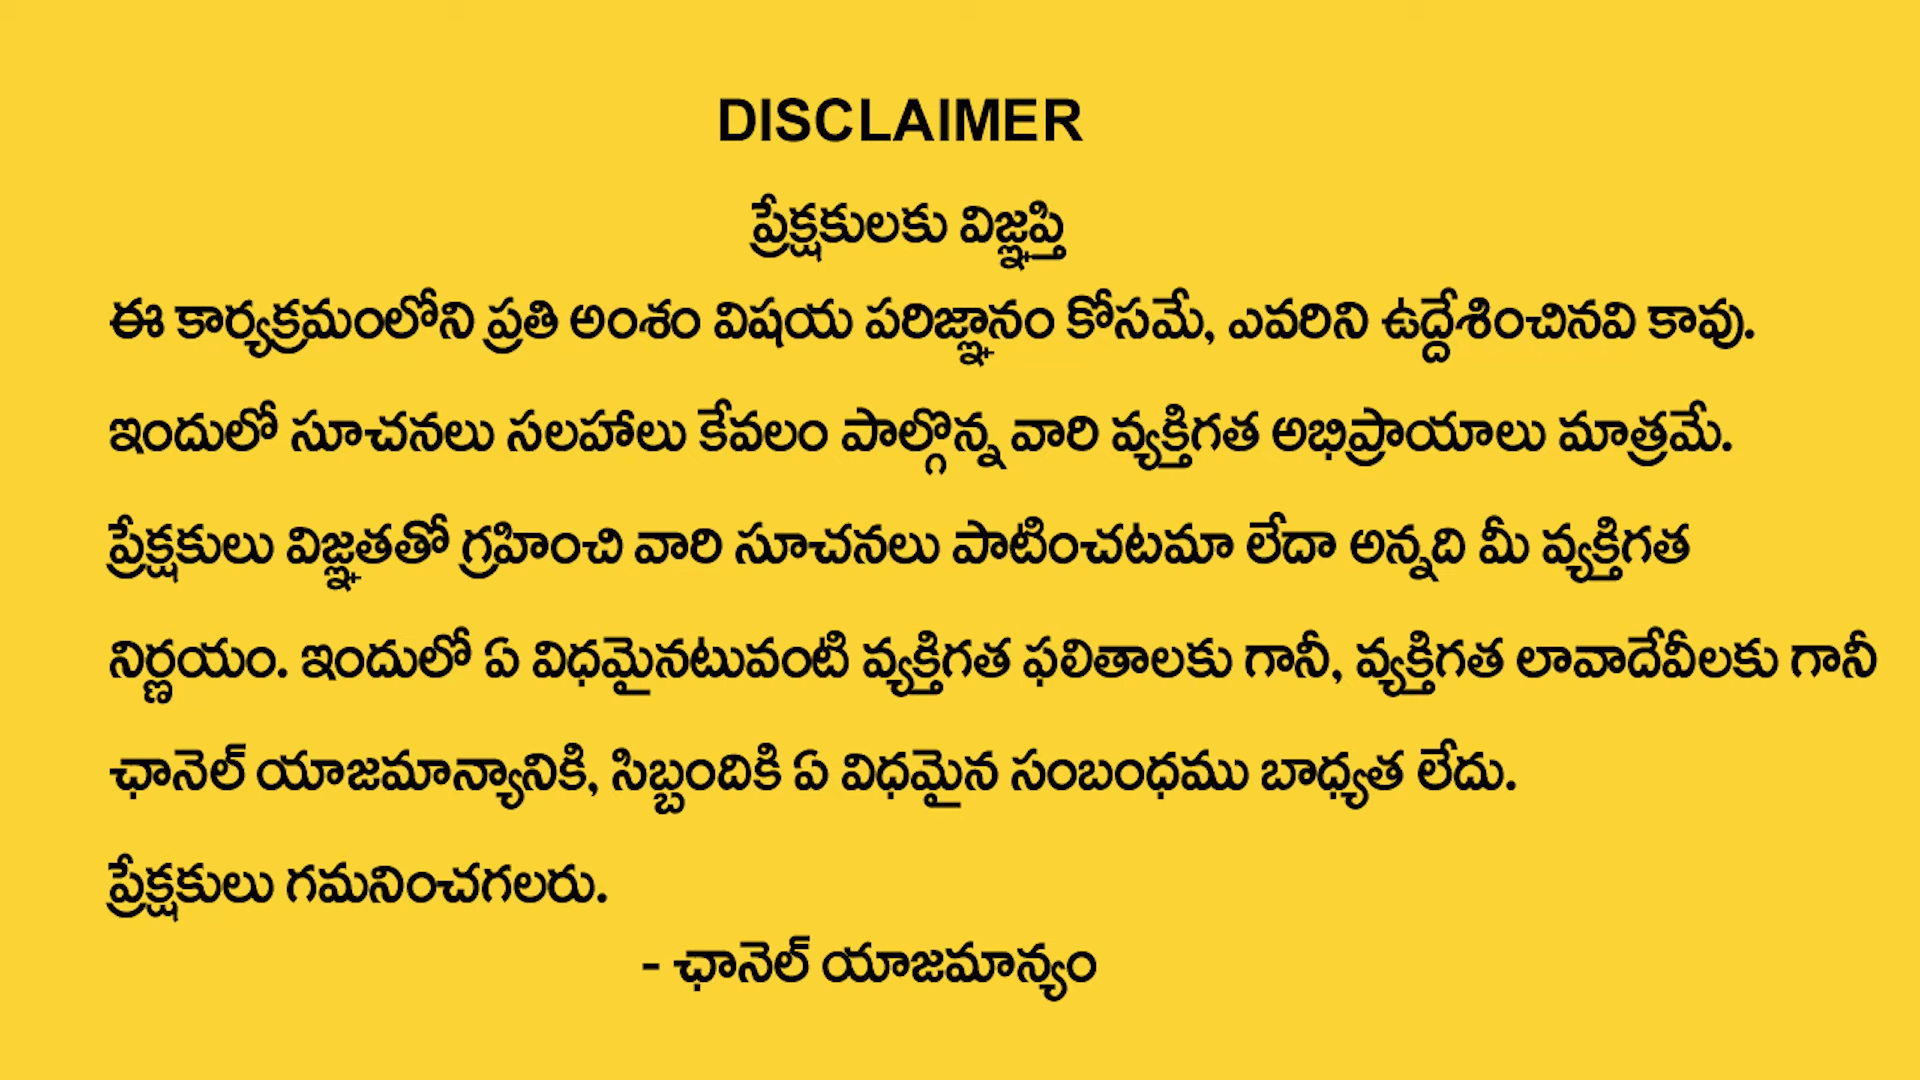 DISCLAIMER
ప్రేక్షకులకు విజ్ఞప్తి
ఈ కార్యక్రమంలోని ప్రతి అంశం విషయ పరిజ్ఞానం కోసమే, ఎవరిని ఉద్దేశించినవి కావు.
ఇందులో సూచనలు సలహాలు కేవలం పాల్గొన్న వారి వ్యక్తిగత అభిప్రాయాలు మాత్రమే.
ప్రేక్షకులు విజ్ఞతతో గ్రహించి వారి సూచనలు పాటించటమా లేదా అన్నది మీ వ్యక్తిగత
నిర్ణయం. ఇందులో ఏ విధమైనటువంటి వ్యక్తిగత ఫలితాలకు గానీ, వ్యక్తిగత లావాదేవీలకు గానీ
ఛానెల్ యాజమాన్యానికి, సిబ్బందికి ఏ విధమైన సంబంధము బాధ్యత లేదు.
ప్రేక్షకులు గమనించగలరు.
- ఛానెల్ యాజమాన్యం